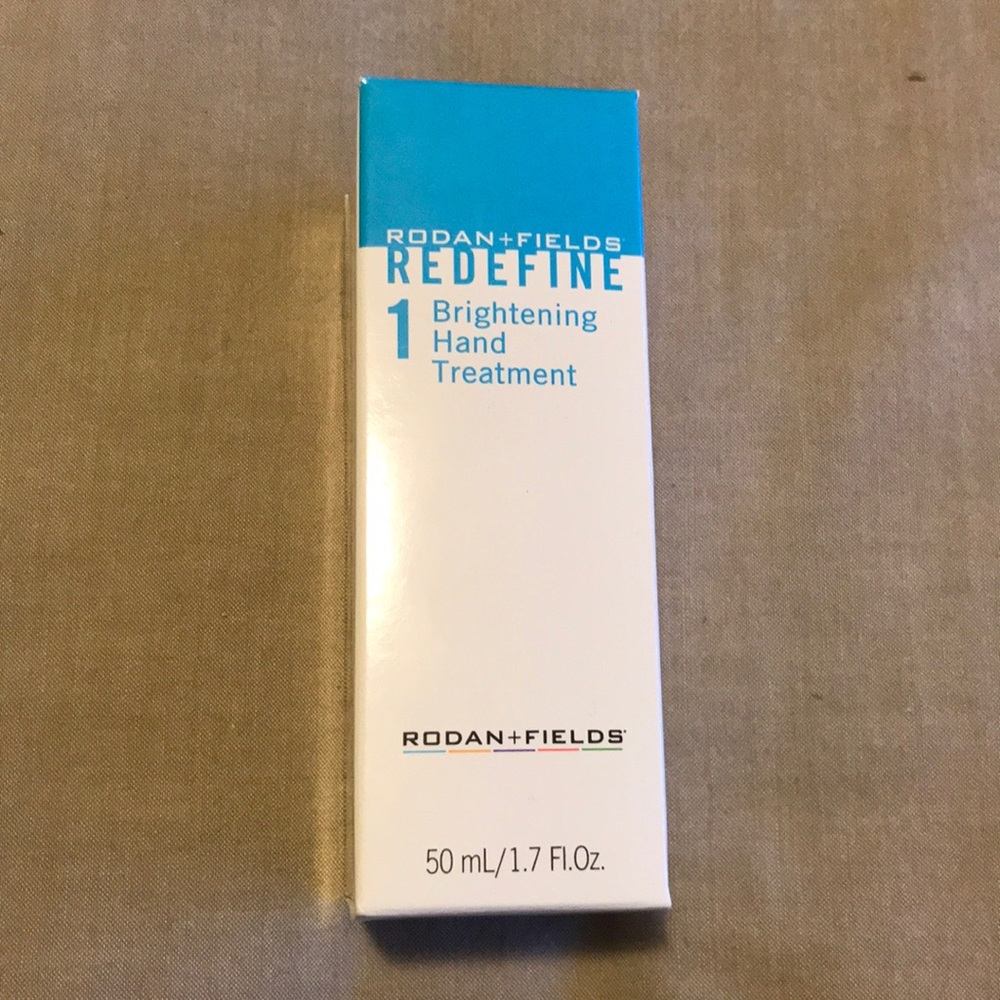 RODAN+FIELDS
REDEFINE
1 Brightening
Hand
Treatment
RODAN+FIELDS
50 mL/1.7 Fl.Oz.